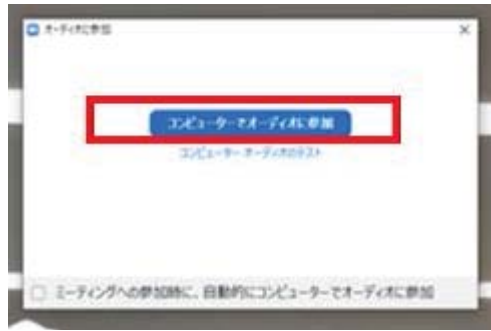 オーディオに参加
コンピューターでオーディオに参加
コンピューター オーディオのテスト
ミーティングへの参加時に、自動的にコンピューターでオーディオに参加